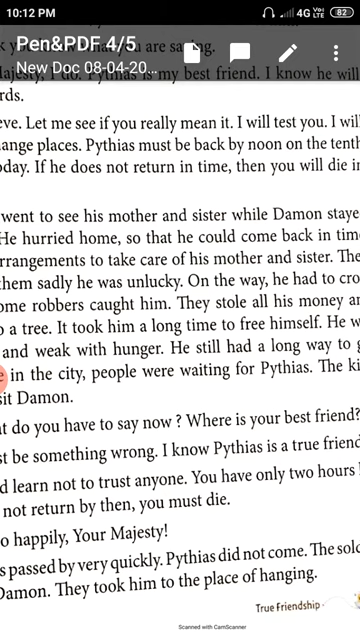 10:12 PM
4G VoLTE 82
Pen&PDF 4/5
New Doc 08-04-20...
you are saying.
ajesty, I do. Pythias is my best friend. I know he will
rds.
eve. Let me see if you really mean it. I will test you. I will
ange places. Pythias must be back by noon on the tenth
oday. If he does not return in time, then you will die in
went to see his mother and sister while Damon staye
He hurried home, so that he could come back in time
rrangements to take care of his mother and sister. The
them sadly he was unlucky. On the way, he had to cro
ome robbers caught him. They stole all his money an
o a tree. It took him a long time to free himself. He w
and weak with hunger. He still had a long way to g
e in the city, people were waiting for Pythias. The ki
sit Damon.
at do you have to say now ? Where is your best friend?
st be something wrong. I know Pythias is a true friend
d learn not to trust anyone. You have only two hours l
not return by then, you must die.
o happily, Your Majesty!
s passed by very quickly. Pythias did not come. The sol
Damon. They took him to the place of hanging.
True Friendship
Scanned with CamScanner